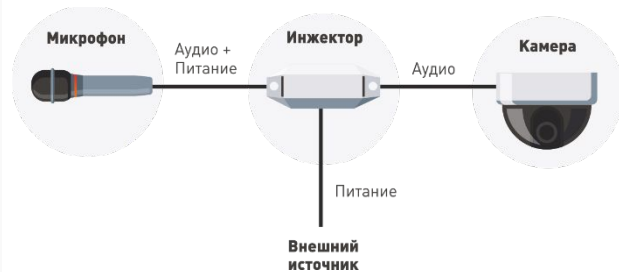 Микрофон
Аудио +
Питание
Инжектор
Аудио
Камера
Питание
Внешний
источник